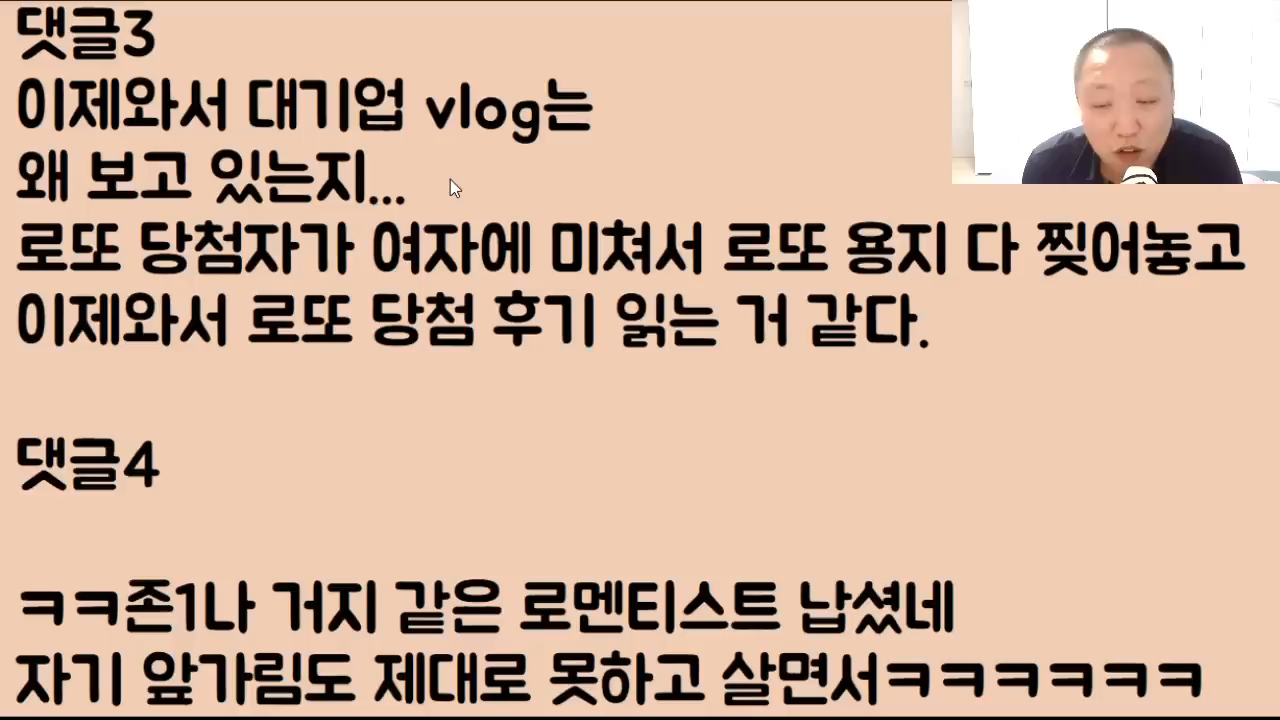 댓글3
이제와서 대기업 vlog는
왜 보고 있는지...
로또 당첨자가 여자에 미쳐서 로또 용지 다 찢어놓고
이제와서 로또 당첨 후기 읽는 거 같다.
댓글4
ㅋㅋ존1나 거지 같은 로멘티스트 납셨네
자기 앞가림도 제대로 못하고 살면서ㅋㅋㅋㅋㅋㅋ